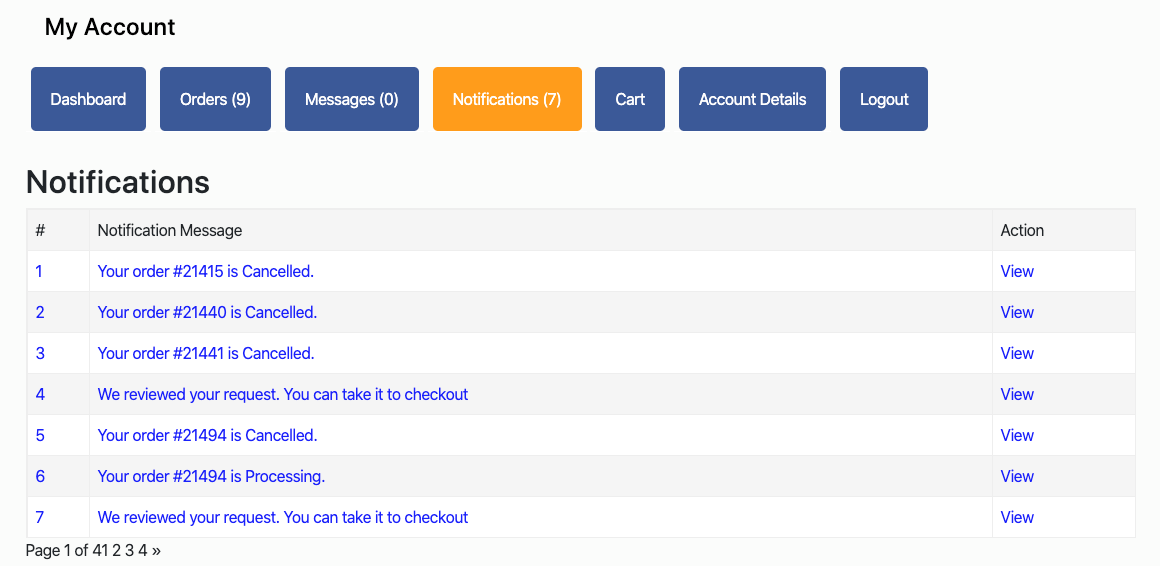 My Account
Dashboard Orders (9) Messages (0) Notifications (7) Cart Account Details Logout
Notifications
# Notification Message Action
1 Your order #21415 is Cancelled. View
2 Your order #21440 is Cancelled. View
3 Your order #21441 is Cancelled. View
4 We reviewed your request. You can take it to checkout View
5 Your order #21494 is Cancelled. View
6 Your order #21494 is Processing. View
7 We reviewed your request. You can take it to checkout View
Page 1 of 41 2 3 4 »